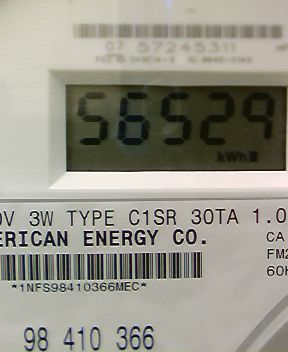 07 57245311
56529
kWh
0V 3W TYPE C1SR 30TA 1.0
ERICAN ENERGY CO.
CA
FM2
60H
*1NFS98410366MEC*
98 410 366